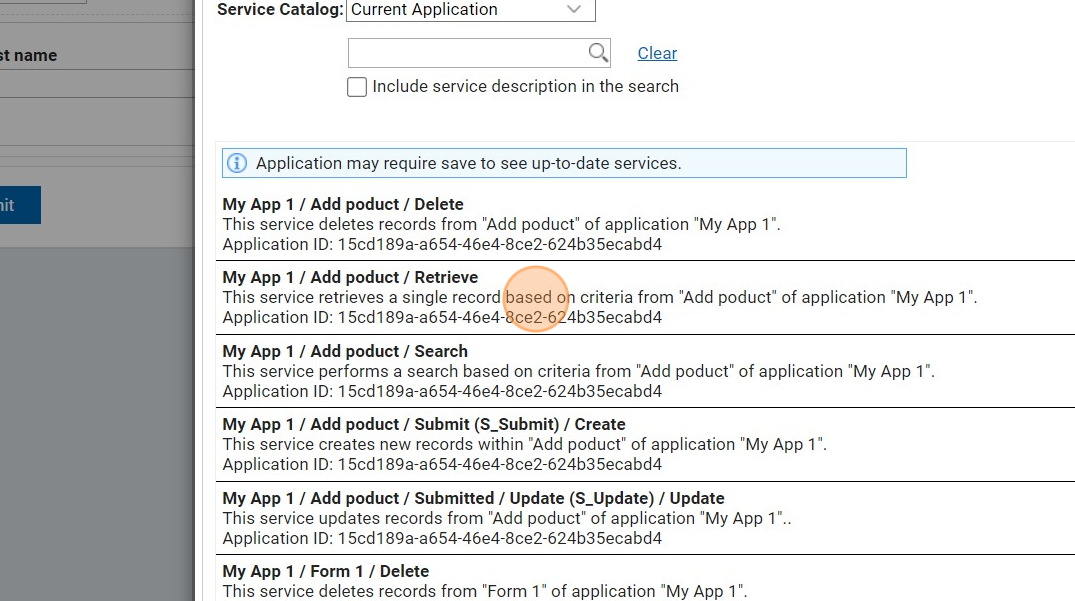 Service Catalog: Current Application
Clear
st name
Include service description in the search
Application may require save to see up-to-date services.
My App 1 / Add poduct / Delete
This service deletes records from "Add poduct" of application "My App 1".
Application ID: 15cd189a-a654-46e4-8ce2-624b35ecabd4
nit
My App 1 / Add poduct / Retrieve
This service retrieves a single record based on criteria from "Add poduct" of application "My App 1".
Application ID: 15cd189a-a654-46e4-8ce2-624b35ecabd4
My App 1 / Add poduct / Search
This service performs a search based on criteria from "Add poduct" of application "My App 1".
Application ID: 15cd189a-a654-46e4-8ce2-624b35ecabd4
My App 1 / Add poduct / Submit (S_Submit) / Create
This service creates new records within "Add poduct" of application "My App 1".
Application ID: 15cd189a-a654-46e4-8ce2-624b35ecabd4
My App 1 / Add poduct / Submitted / Update (S_Update) / Update
This service updates records from "Add poduct" of application "My App 1"..
Application ID: 15cd189a-a654-46e4-8ce2-624b35ecabd4
My App 1 / Form 1 / Delete
This service deletes records from "Form 1" of application "My App 1".